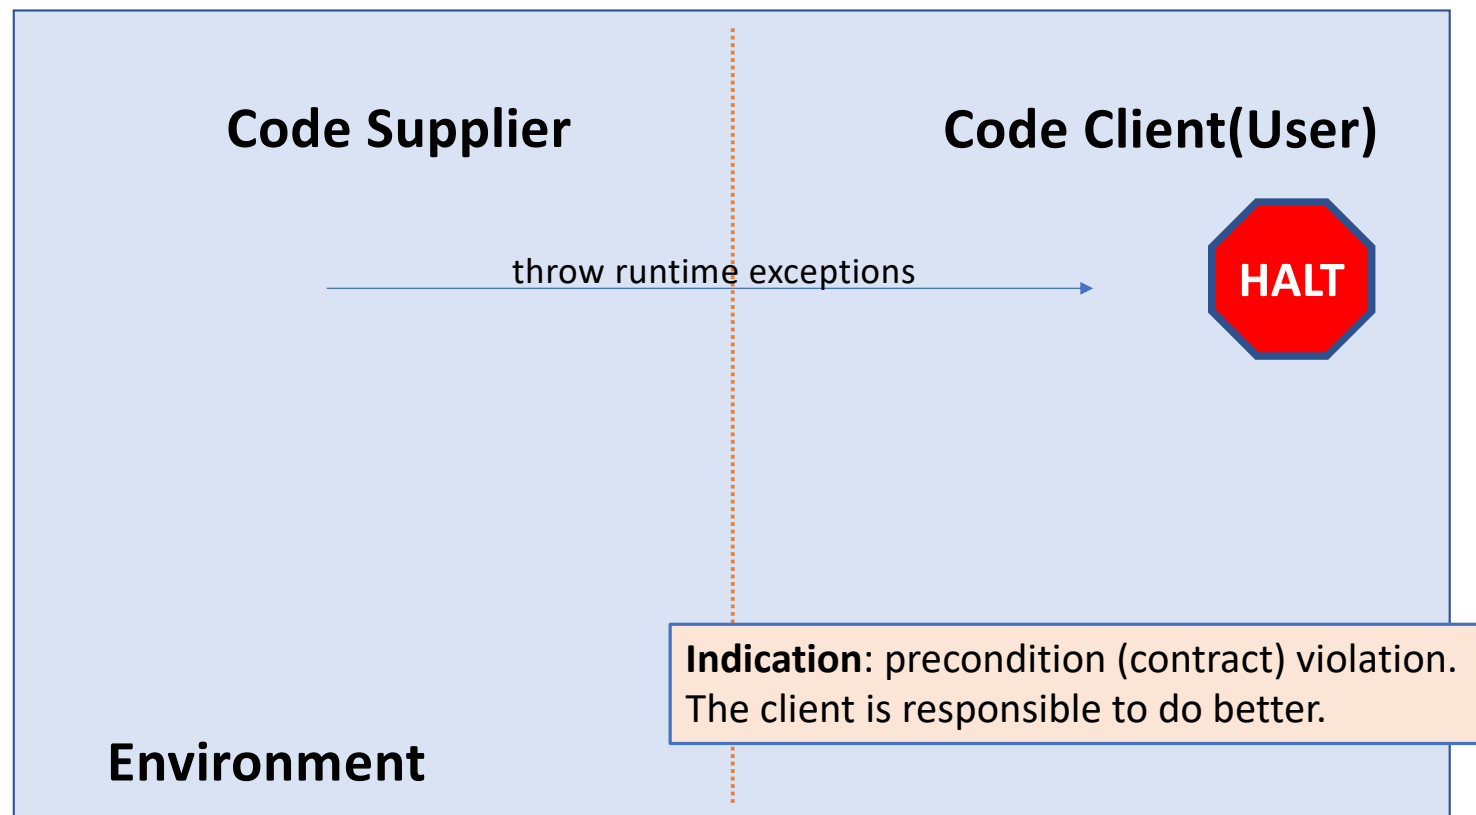 Code Supplier
Code Client(User)
throw runtime exceptions
HALT
Indication: precondition (contract) violation.
The client is responsible to do better.
Environment